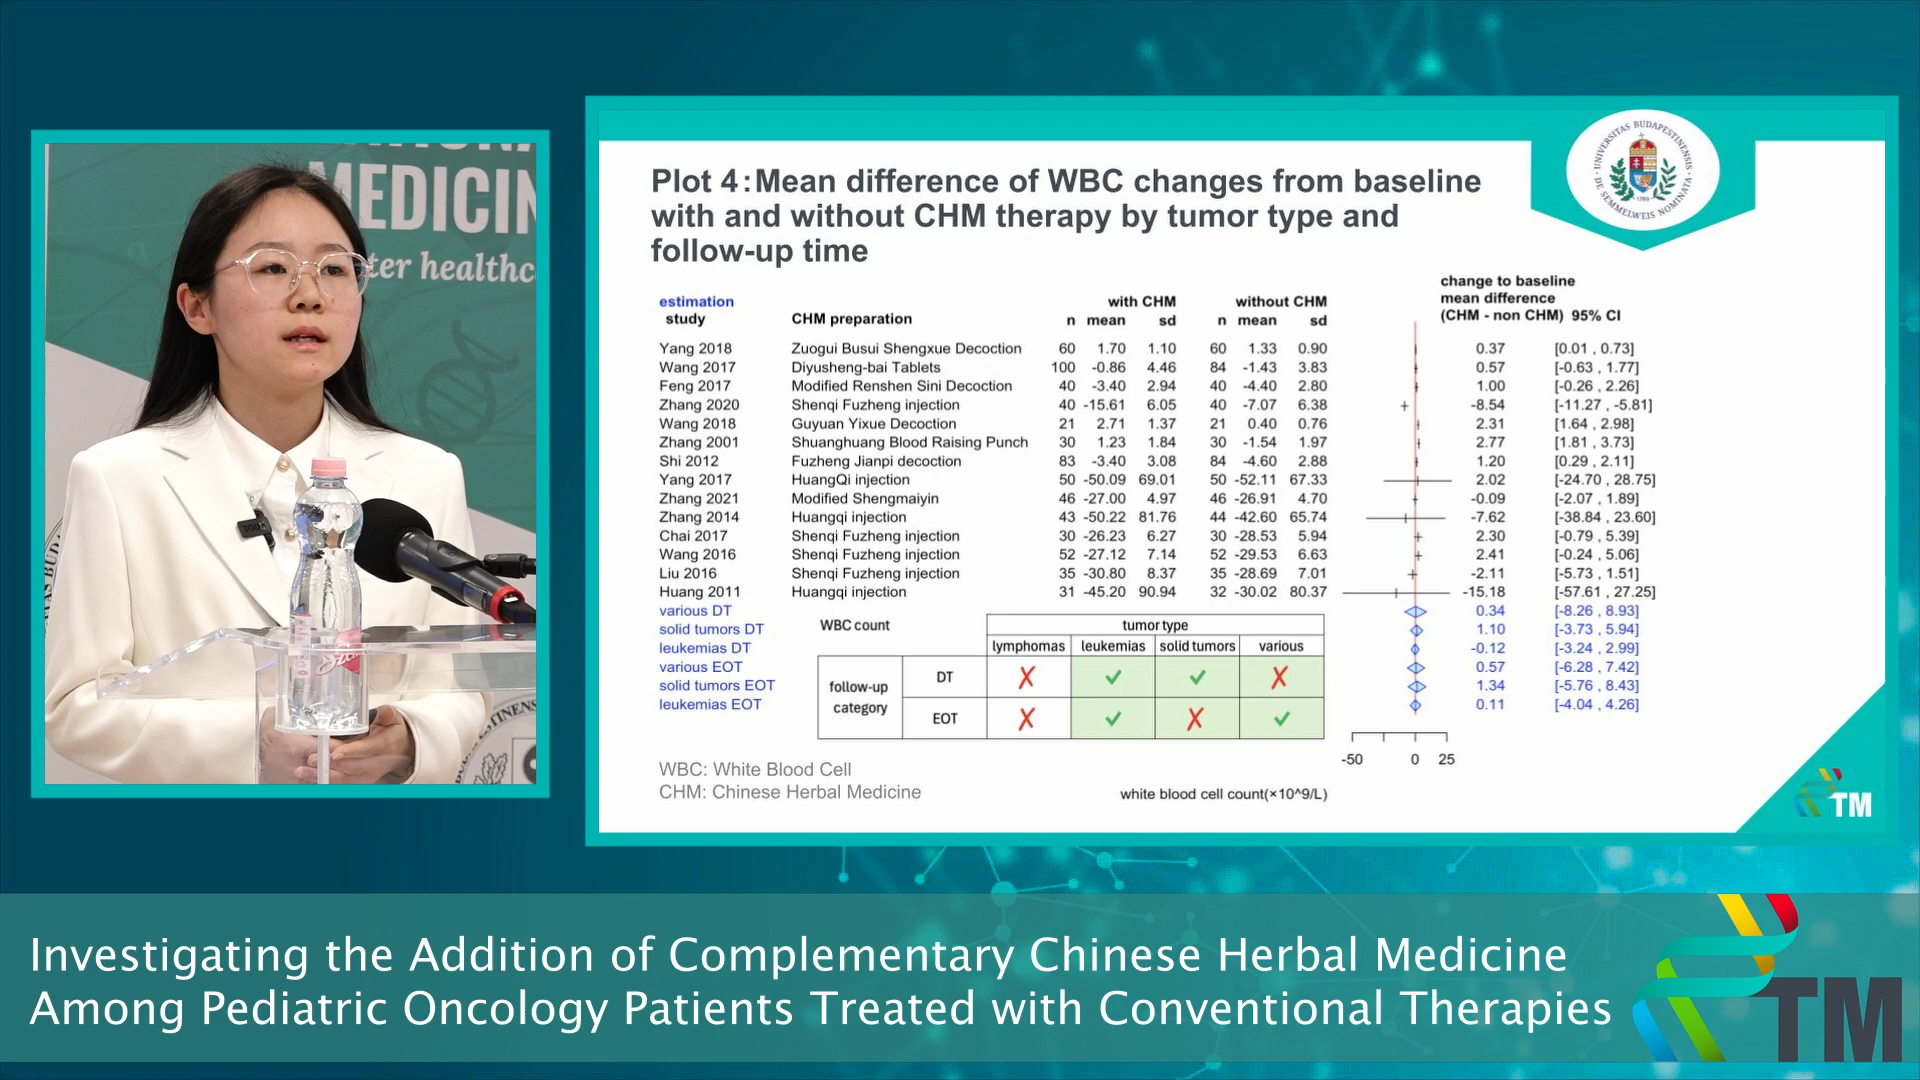 MEDICIN
ter healthc
Plot 4:Mean difference of WBC changes from baseline
with and without CHM therapy by tumor type and
follow-up time
UNIVERSITAS BUDAPESTINENSIS
DE SEMMELWEIS NOMINATA
change to baseline
mean difference
(CHM - non CHM) 95% CI
estimation with CHM without CHM
study CHM preparation n mean sd n mean sd
Yang 2018 Zuogui Busui Shengxue Decoction 60 1.70 1.10 60 1.33 0.90 0.37 [0.01 , 0.73]
Wang 2017 Diyusheng-bai Tablets 100 -0.86 4.46 84 -1.43 3.83 0.57 [-0.63 , 1.77]
Feng 2017 Modified Renshen Sini Decoction 40 -3.40 2.94 40 -4.40 2.80 1.00 [-0.26 , 2.26]
Zhang 2020 Shenqi Fuzheng injection 40 -15.61 6.05 40 -7.07 6.38 -8.54 [-11.27 , -5.81]
Wang 2018 Guyuan Yixue Decoction 21 2.71 1.37 21 0.40 0.76 2.31 [1.64 , 2.98]
Zhang 2001 Shuanghuang Blood Raising Punch 30 1.23 1.84 30 -1.54 1.97 2.77 [1.81 , 3.73]
Shi 2012 Fuzheng Jianpi decoction 83 -3.40 3.08 84 -4.60 2.88 1.20 [0.29 , 2.11]
Yang 2017 HuangQi injection 50 -50.09 69.01 50 -52.11 67.33 2.02 [-24.70 , 28.75]
Zhang 2021 Modified Shengmaiyin 46 -27.00 4.97 46 -26.91 4.70 -0.09 [-2.07 , 1.89]
Zhang 2014 Huangqi injection 43 -50.22 81.76 44 -42.60 65.74 -7.62 [-38.84 , 23.60]
Chai 2017 Shenqi Fuzheng injection 30 -26.23 6.27 30 -28.53 5.94 2.30 [-0.79 , 5.39]
Wang 2016 Shenqi Fuzheng injection 52 -27.12 7.14 52 -29.53 6.63 2.41 [-0.24 , 5.06]
Liu 2016 Shenqi Fuzheng injection 35 -30.80 8.37 35 -28.69 7.01 -2.11 [-5.73 , 1.51]
Huang 2011 Huangqi injection 31 -45.20 90.94 32 -30.02 80.37 -15.18 [-57.61 , 27.25]
various DT 0.34 [-8.26 , 8.93]
solid tumors DT 1.10 [-3.73 , 5.94]
leukemias DT -0.12 [-3.24 , 2.99]
various EOT 0.57 [-6.28 , 7.42]
solid tumors EOT 1.34 [-5.76 , 8.43]
leukemias EOT 0.11 [-4.04 , 4.26]
WBC count tumor type
lymphomas leukemias solid tumors various
follow-up
category
DT ✗ ✓ ✓ ✗
EOT ✗ ✓ ✗ ✓
-50 0 25
WBC: White Blood Cell
CHM: Chinese Herbal Medicine
white blood cell count(×10^9/L)
TM
Investigating the Addition of Complementary Chinese Herbal Medicine
Among Pediatric Oncology Patients Treated with Conventional Therapies
TM